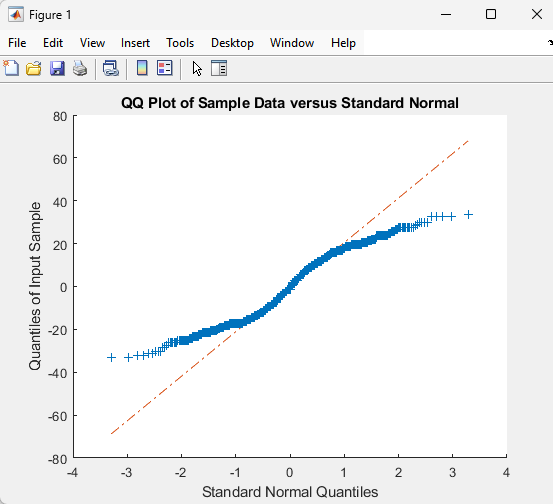 Figure 1
File Edit View Insert Tools Desktop Window Help
QQ Plot of Sample Data versus Standard Normal
80
60
40
20
0
-20
-40
-60
-80
Quantiles of Input Sample
-4 -3 -2 -1 0 1 2 3 4
Standard Normal Quantiles